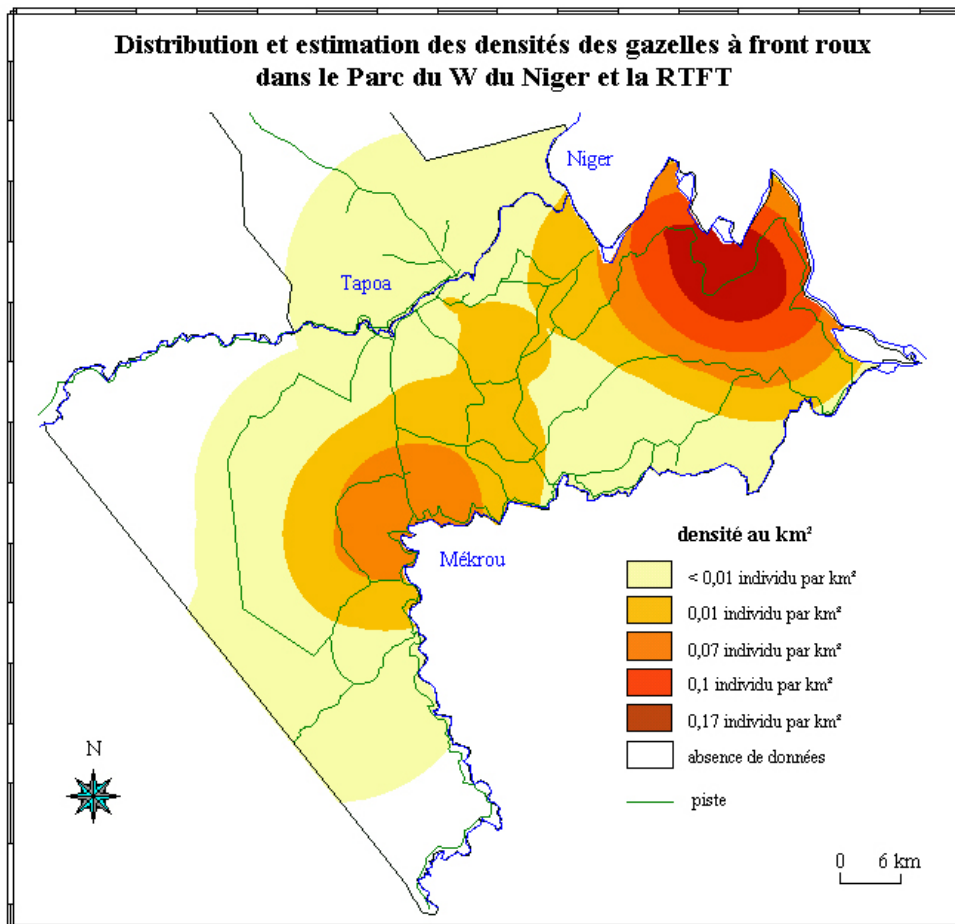 Distribution et estimation des densités des gazelles à front roux
dans le Parc du W du Niger et la RTFT
Niger
Tapoa
Mékrou
densité au km²
< 0,01 individu par km²
0,01 individu par km²
0,07 individu par km²
0,1 individu par km²
0,17 individu par km²
absence de données
piste
N
0 6 km